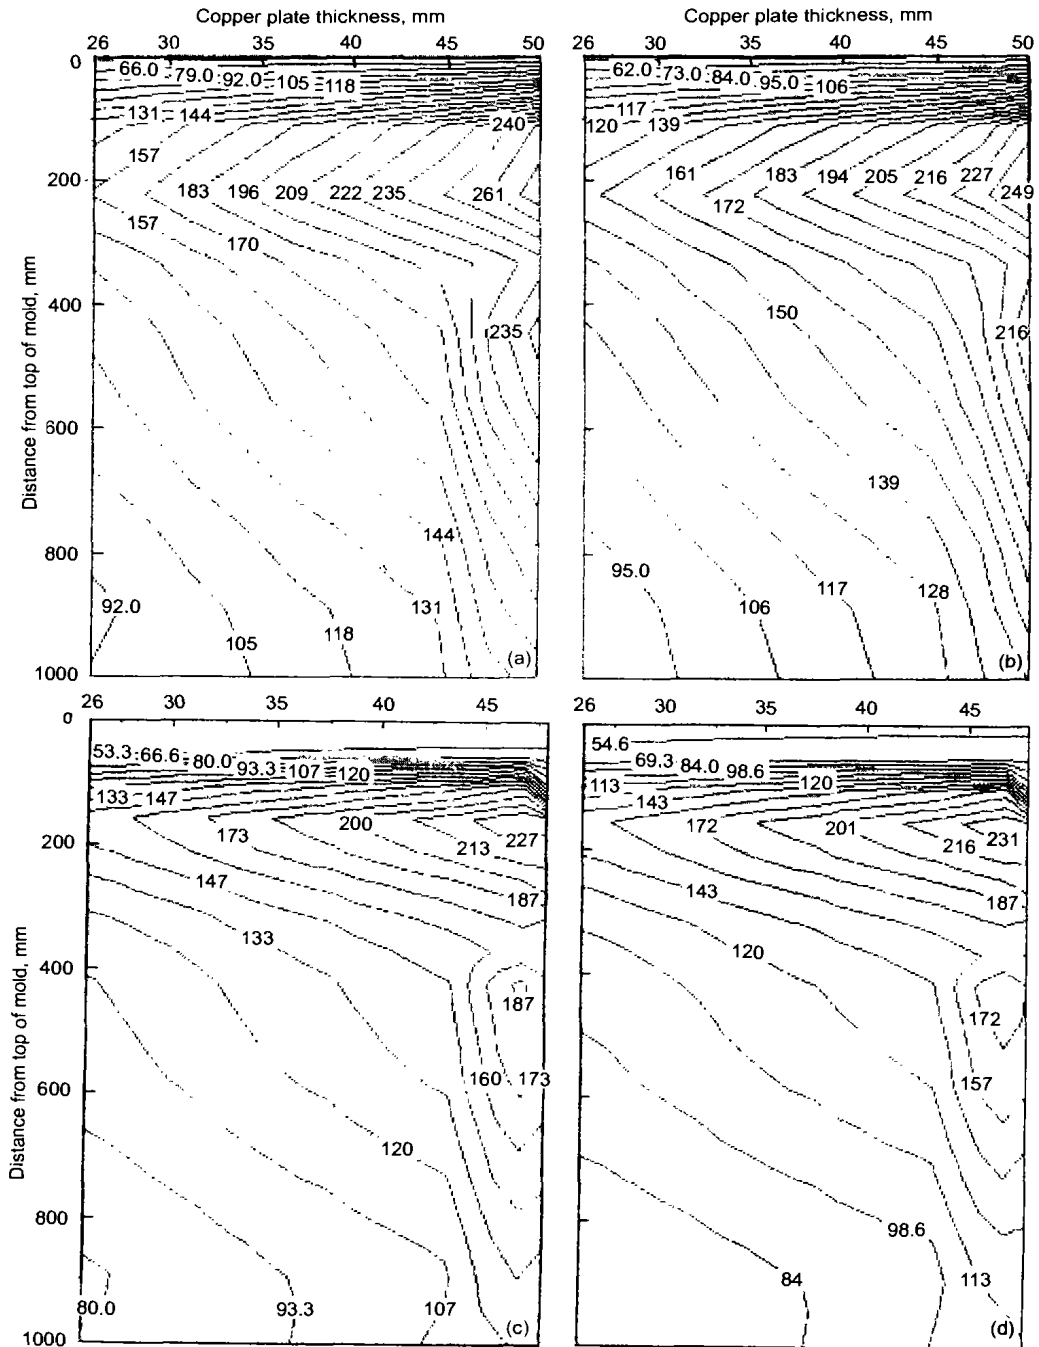 Copper plate thickness, mm
Copper plate thickness, mm
26 30 35 40 45 50
26 30 35 40 45 50
Distance from top of mold, mm
0
200
400
600
800
1000
66.0 79.0 92.0 105 118
131 144
240
157
183 196 209 222 235 261
157
170
235
144
92.0
131
118
105
(a)
62.0 73.0 84.0 95.0 106
117
120 139
161 183 194 205 216 227 249
172
150
216
139
95.0
117
128
106
(b)
26 30 35 40 45
26 30 35 40 45
Distance from top of mold, mm
0
200
400
600
800
1000
53.3 66.6 80.0 93.3 107 120
133 147
173 200 213 227
147
187
133
187
160 173
120
80.0 93.3 107
(c)
54.6
69.3 84.0 98.6
113 120
143
172 201 216 231
143
187
120
172
157
98.6
84
113
(d)